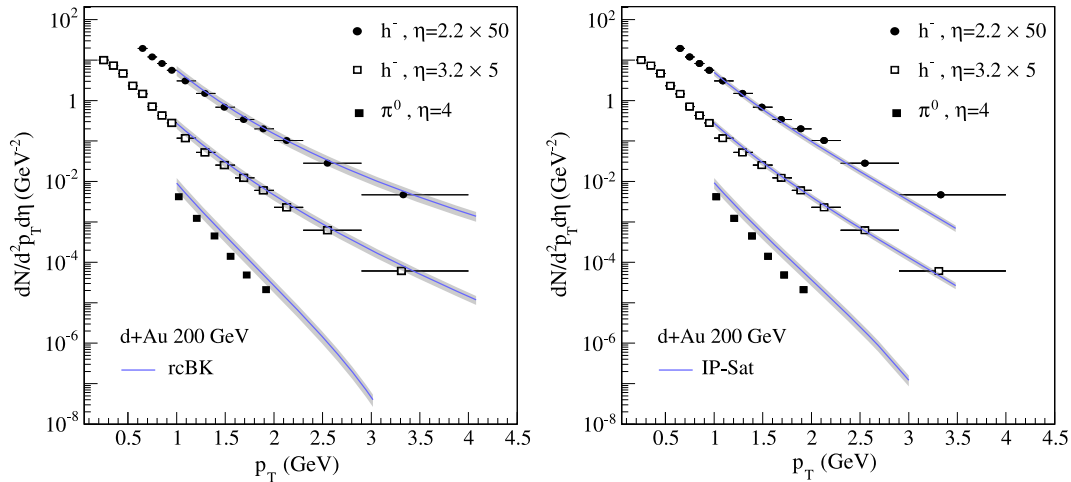 10²
1
10⁻²
10⁻⁴
10⁻⁶
10⁻⁸
dN/d²p_T dη (GeV⁻²)
h⁻ , η=2.2 × 50
h⁻ , η=3.2 × 5
π⁰ , η=4
d+Au 200 GeV
rcBK
0.5 1 1.5 2 2.5 3 3.5 4 4.5
p_T (GeV)
10²
1
10⁻²
10⁻⁴
10⁻⁶
10⁻⁸
dN/d²p_T dη (GeV⁻²)
h⁻ , η=2.2 × 50
h⁻ , η=3.2 × 5
π⁰ , η=4
d+Au 200 GeV
IP-Sat
0.5 1 1.5 2 2.5 3 3.5 4 4.5
p_T (GeV)